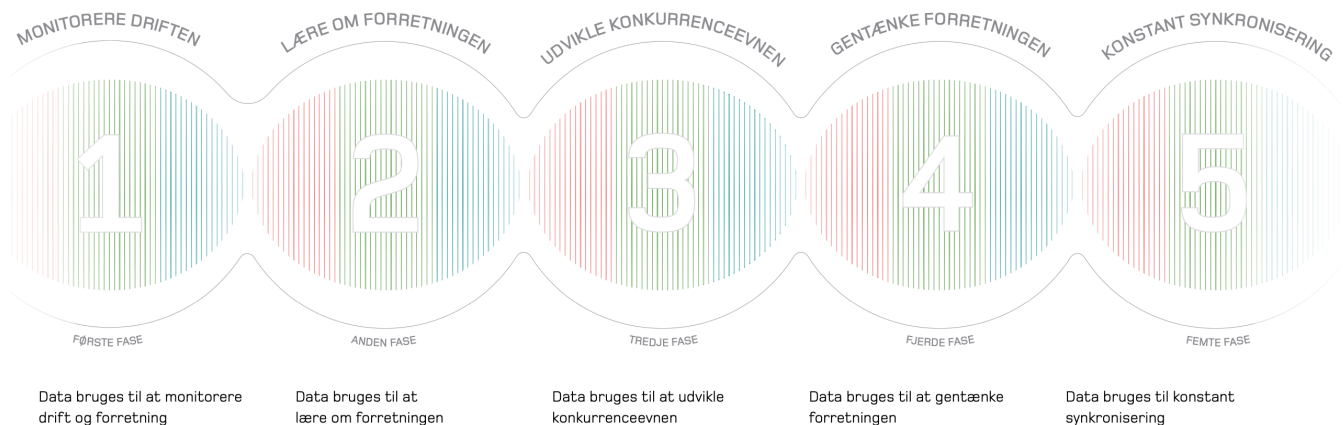 MONITORERE DRIFTEN
LÆRE OM FORRETNINGEN
UDVIKLE KONKURRENCEEVNEN
GENTÆNKE FORRETNINGEN
KONSTANT SYNKRONISERING
1
2
3
4
5
FØRSTE FASE
ANDEN FASE
TREDJE FASE
FJERDE FASE
FEMTE FASE
Data bruges til at monitorere
drift og forretning
Data bruges til at
lære om forretningen
Data bruges til at udvikle
konkurrenceevnen
Data bruges til at gentænke
forretningen
Data bruges til konstant
synkronisering